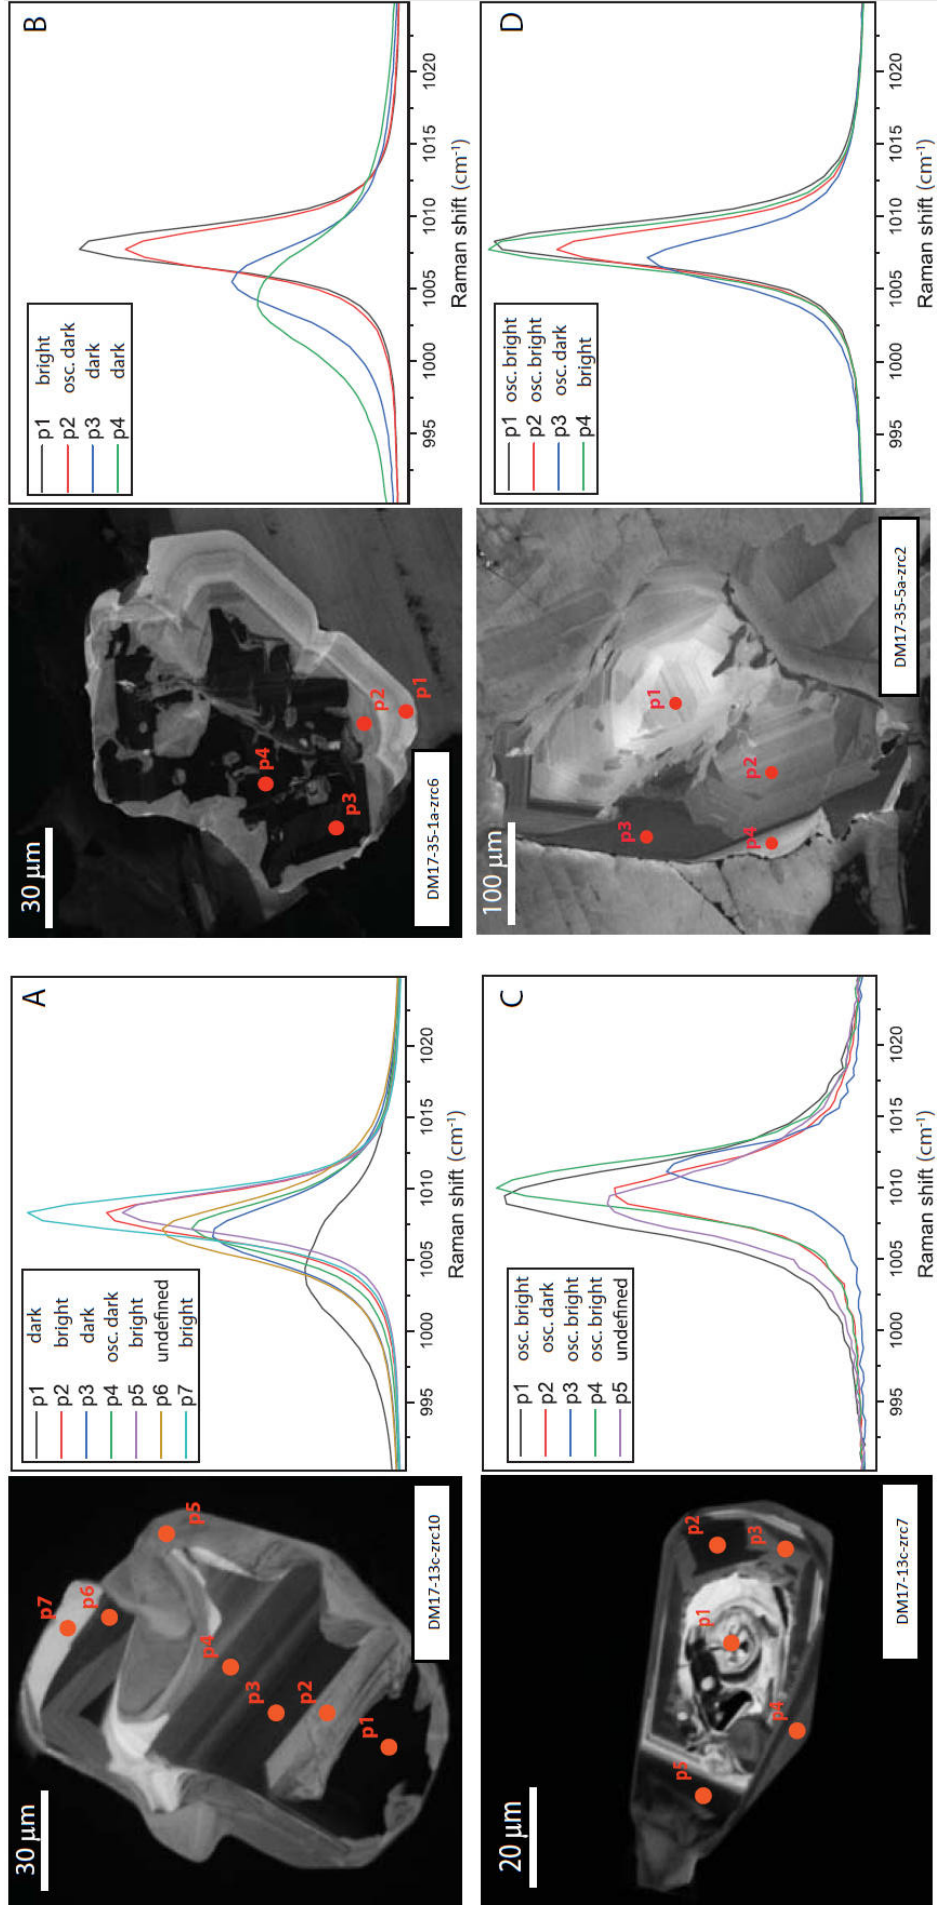 A
30 µm
p1
p2
p3
p4
p5
p6
p7
DM17-13c-zrc10
p1 dark
p2 bright
p3 dark
p4 osc. dark
p5 bright
p6 undefined
p7 bright
995 1000 1005 1010 1015 1020
Raman shift (cm⁻¹)
B
30 µm
p1
p2
p3
p4
DM17-35-1a-zrc6
p1 bright
p2 osc. dark
p3 dark
p4 dark
995 1000 1005 1010 1015 1020
Raman shift (cm⁻¹)
C
20 µm
p1
p2
p3
p4
p5
DM17-13c-zrc7
p1 osc. bright
p2 osc. dark
p3 osc. bright
p4 osc. bright
p5 undefined
995 1000 1005 1010 1015 1020
Raman shift (cm⁻¹)
D
100 µm
p1
p2
p3
p4
DM17-35-5a-zrc2
p1 osc. bright
p2 osc. bright
p3 osc. dark
p4 bright
995 1000 1005 1010 1015 1020
Raman shift (cm⁻¹)